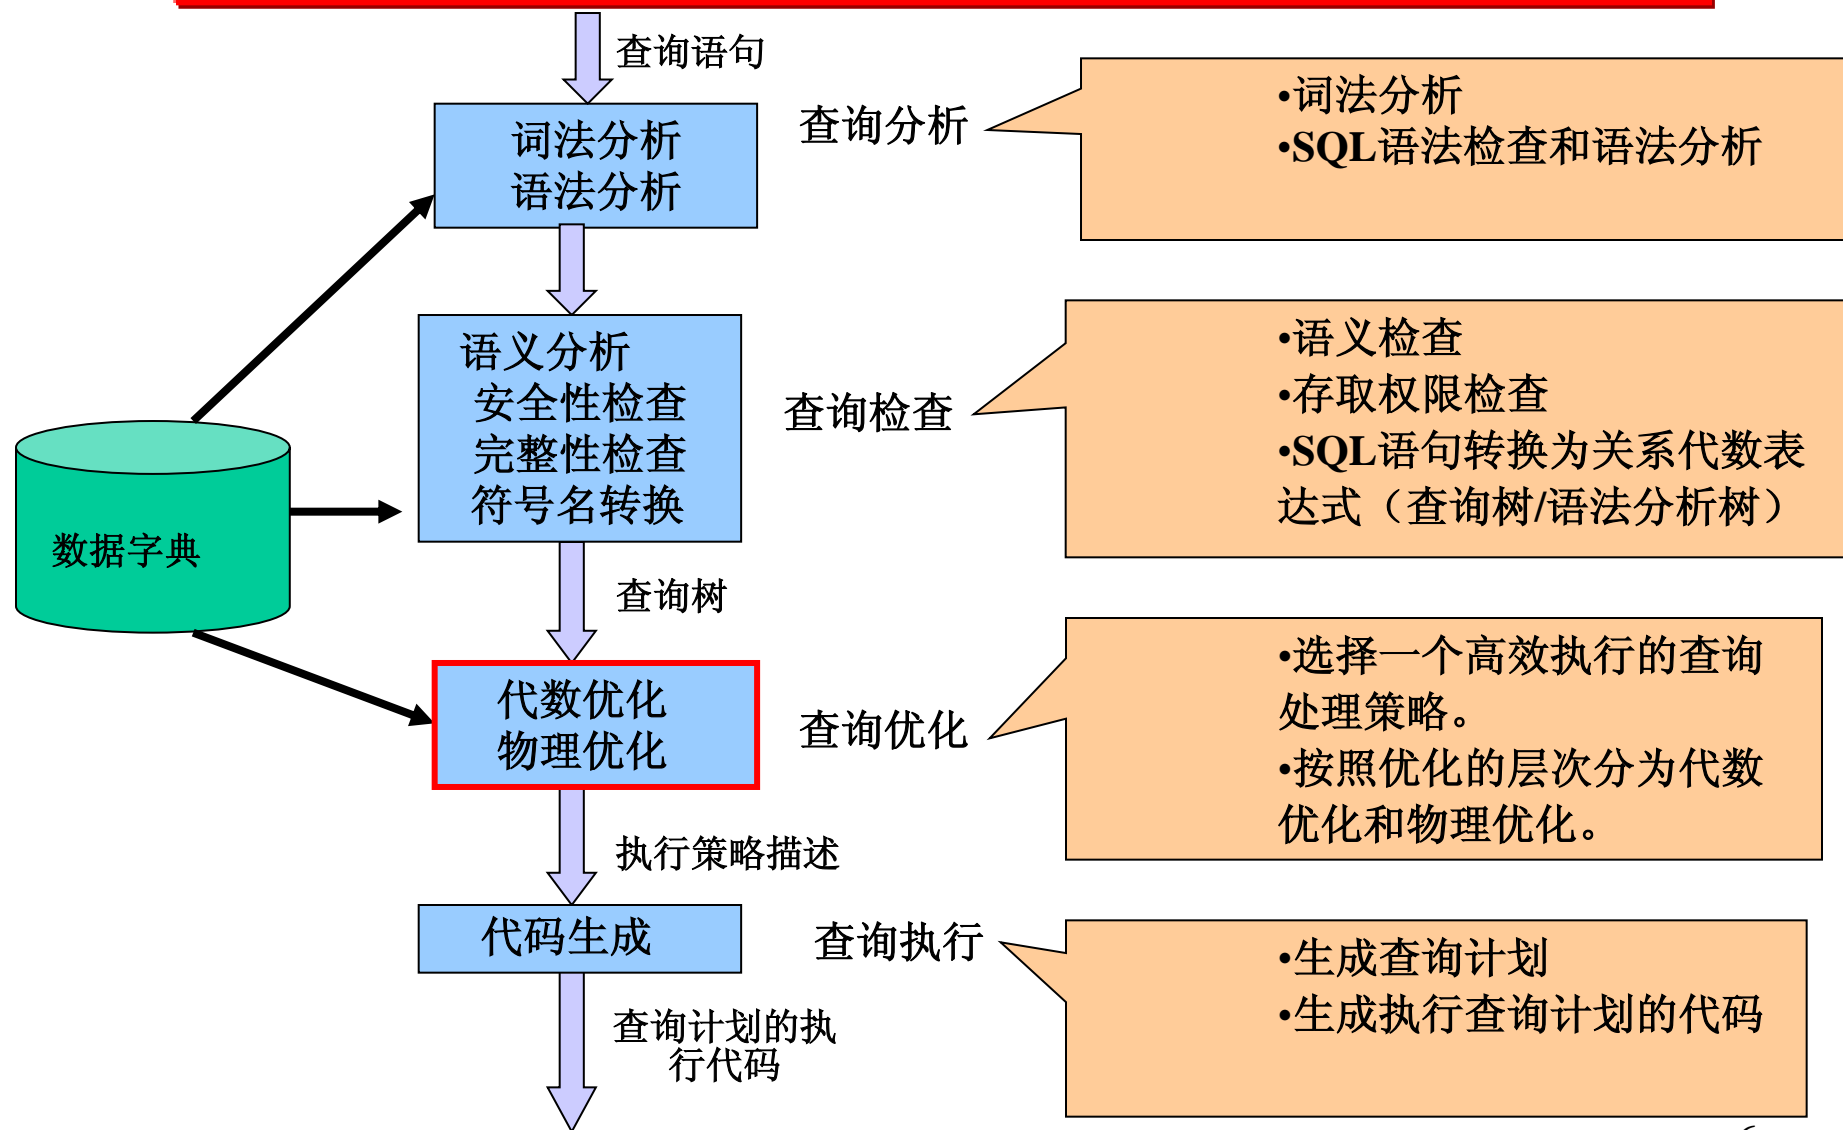 查询语句
词法分析
语法分析
查询分析
•词法分析
•SQL语法检查和语法分析
语义分析
安全性检查
完整性检查
符号名转换
查询检查
•语义检查
•存取权限检查
•SQL语句转换为关系代数表
达式（查询树/语法分析树）
数据字典
查询树
代数优化
物理优化
查询优化
•选择一个高效执行的查询
处理策略。
•按照优化的层次分为代数
优化和物理优化。
执行策略描述
代码生成
查询执行
•生成查询计划
•生成执行查询计划的代码
查询计划的执
行代码